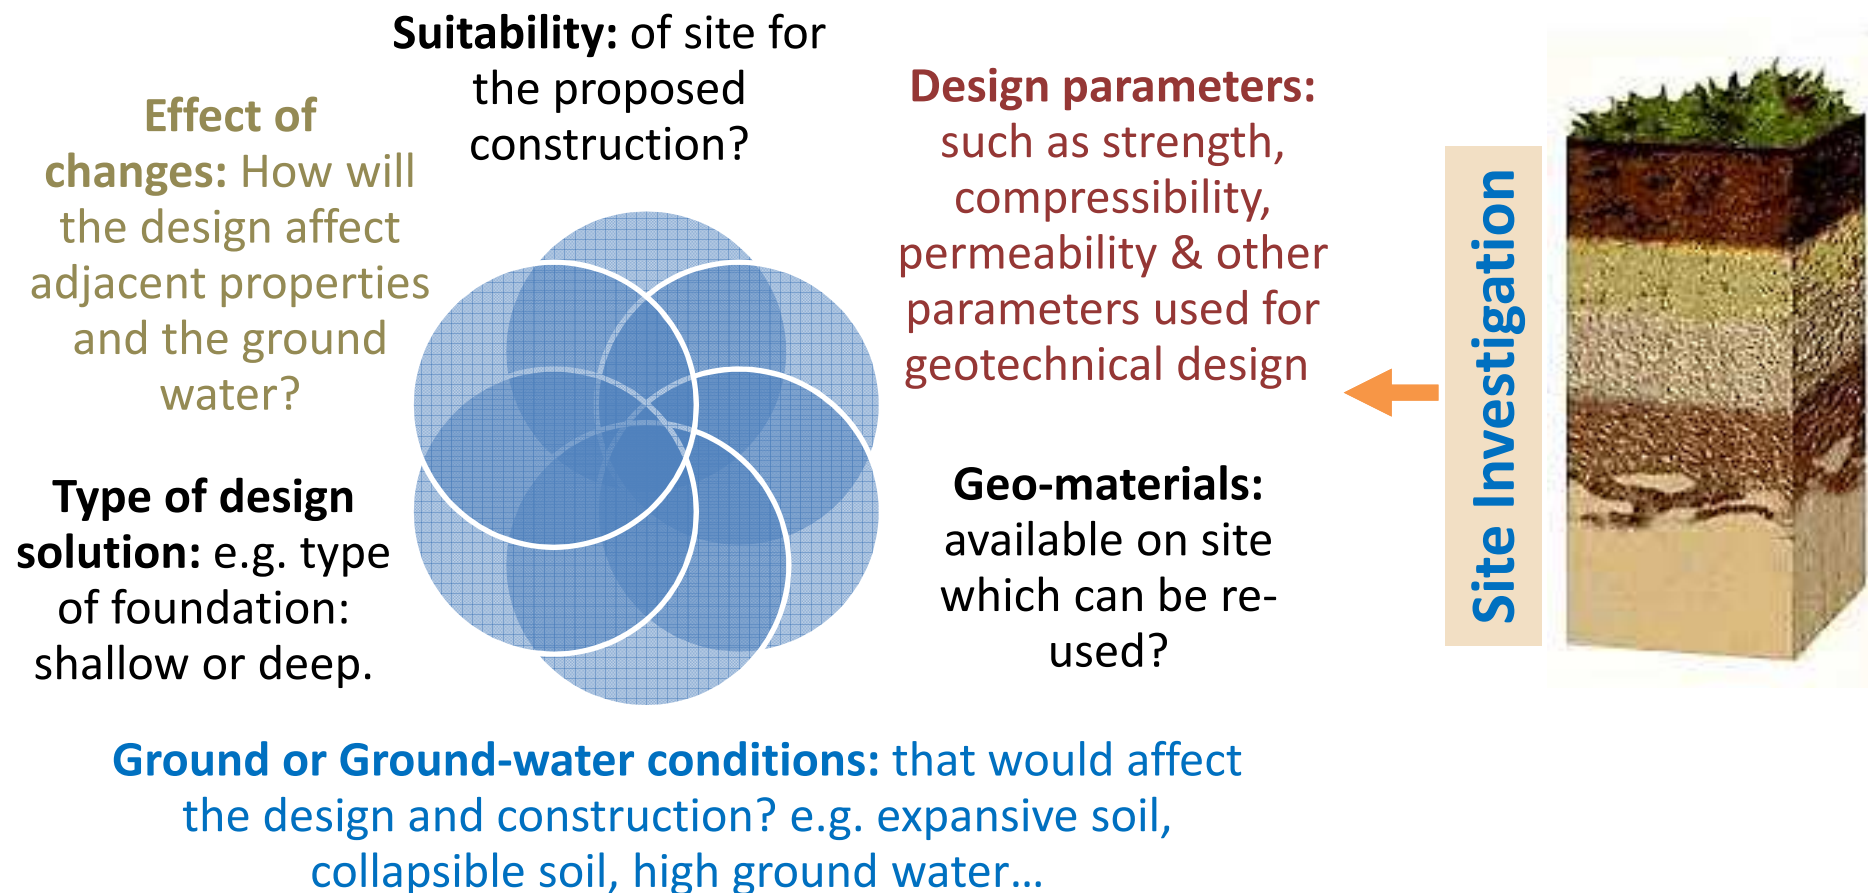 Suitability: of site for
the proposed
construction?
Design parameters:
such as strength,
compressibility,
permeability & other
parameters used for
geotechnical design
Geo-materials:
available on site
which can be re-
used?
Ground or Ground-water conditions: that would affect
the design and construction? e.g. expansive soil,
collapsible soil, high ground water...
Type of design
solution: e.g. type
of foundation:
shallow or deep.
Effect of
changes: How will
the design affect
adjacent properties
and the ground
water?
Site Investigation